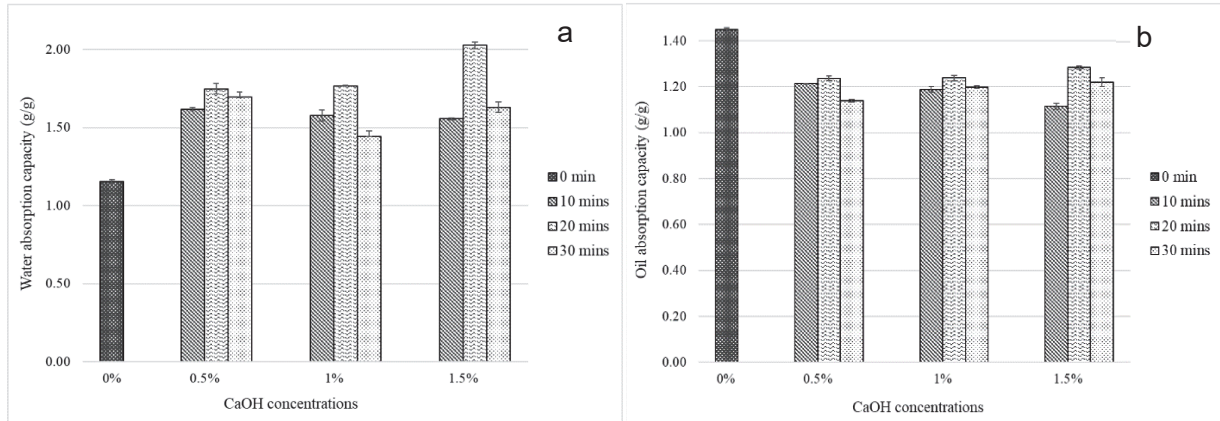 a
Water absorption capacity (g/g)
2.00
1.50
1.00
0.50
0.00
0%
0.5%
1%
1.5%
CaOH concentrations
0 min
10 mins
20 mins
30 mins
b
Oil absorption capacity (g/g)
1.40
1.20
1.00
0.80
0.60
0.40
0.20
0.00
0%
0.5%
1%
1.5%
CaOH concentrations
0 min
10 mins
20 mins
30 mins